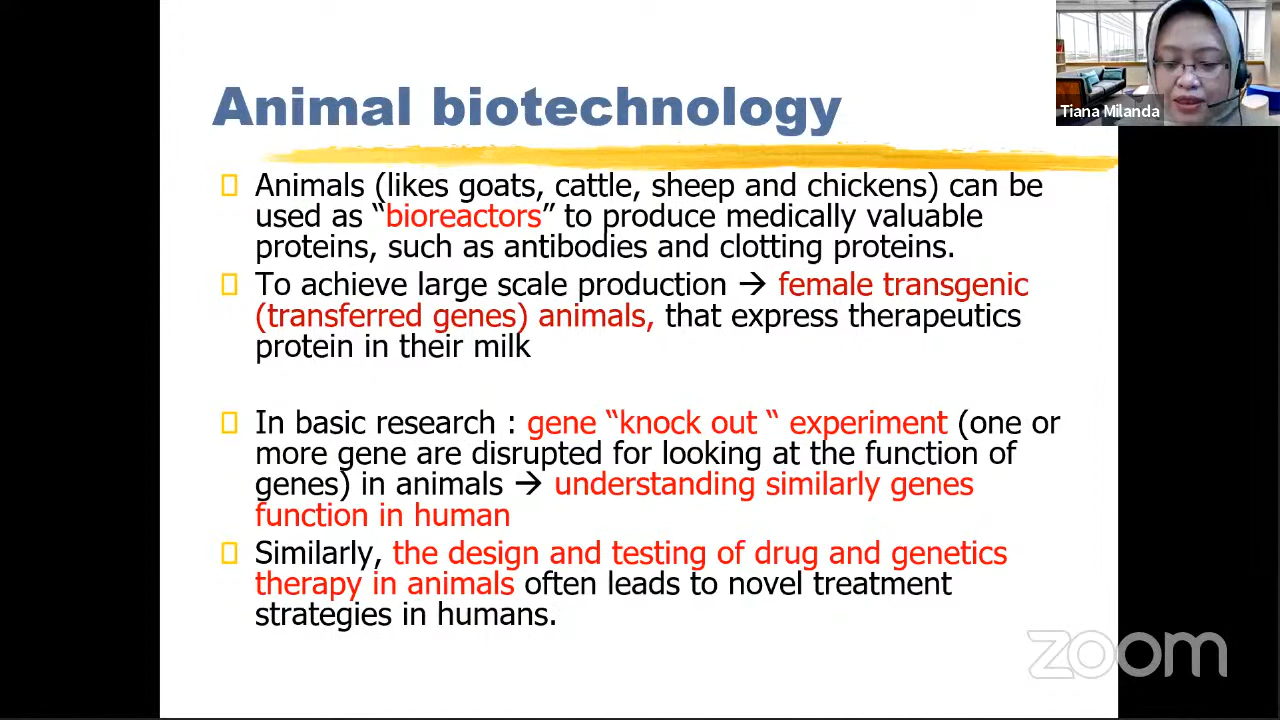 Animal biotechnology
Tiana Milanda
Animals (likes goats, cattle, sheep and chickens) can be
used as “bioreactors” to produce medically valuable
proteins, such as antibodies and clotting proteins.
To achieve large scale production → female transgenic
(transferred genes) animals, that express therapeutics
protein in their milk
In basic research : gene “knock out “ experiment (one or
more gene are disrupted for looking at the function of
genes) in animals → understanding similarly genes
function in human
Similarly, the design and testing of drug and genetics
therapy in animals often leads to novel treatment
strategies in humans.
zoom